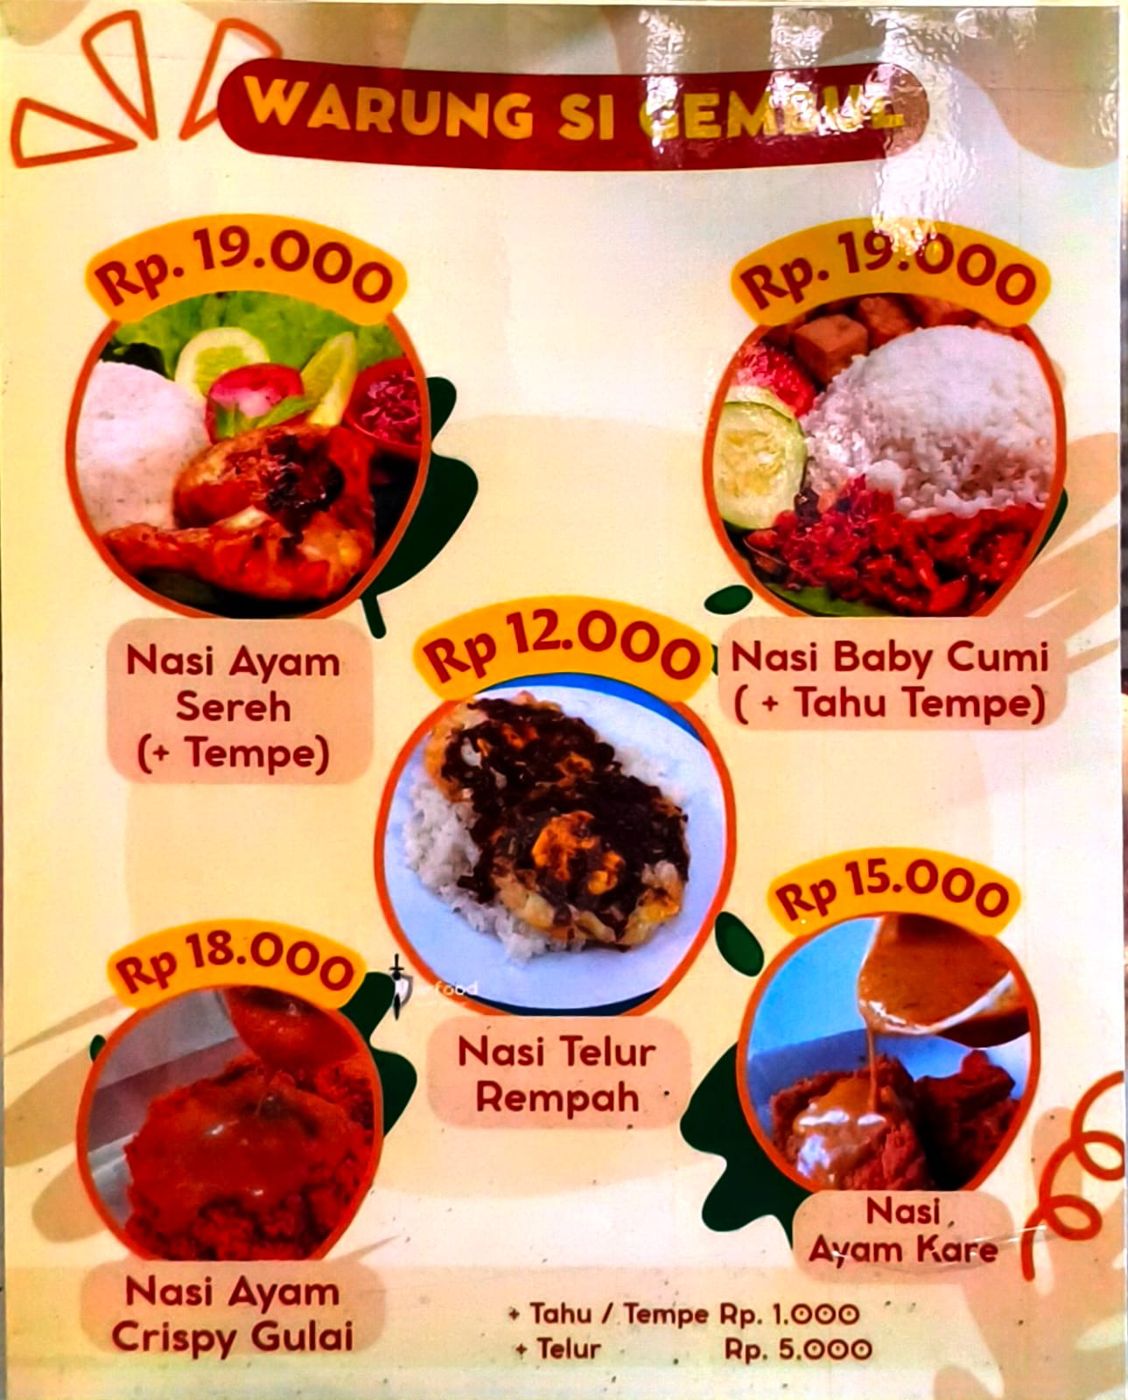 WARUNG SI GEMBUL
Rp. 19.000
Rp. 19.000
Nasi Ayam
Sereh
(+ Tempe)
Nasi Baby Cumi
( + Tahu Tempe)
Rp 12.000
Nasi Telur
Rempah
Rp 18.000
Nasi Ayam
Crispy Gulai
Rp 15.000
Nasi
Ayam Kare
+ Tahu / Tempe Rp. 1.000
+ Telur Rp. 5.000
food